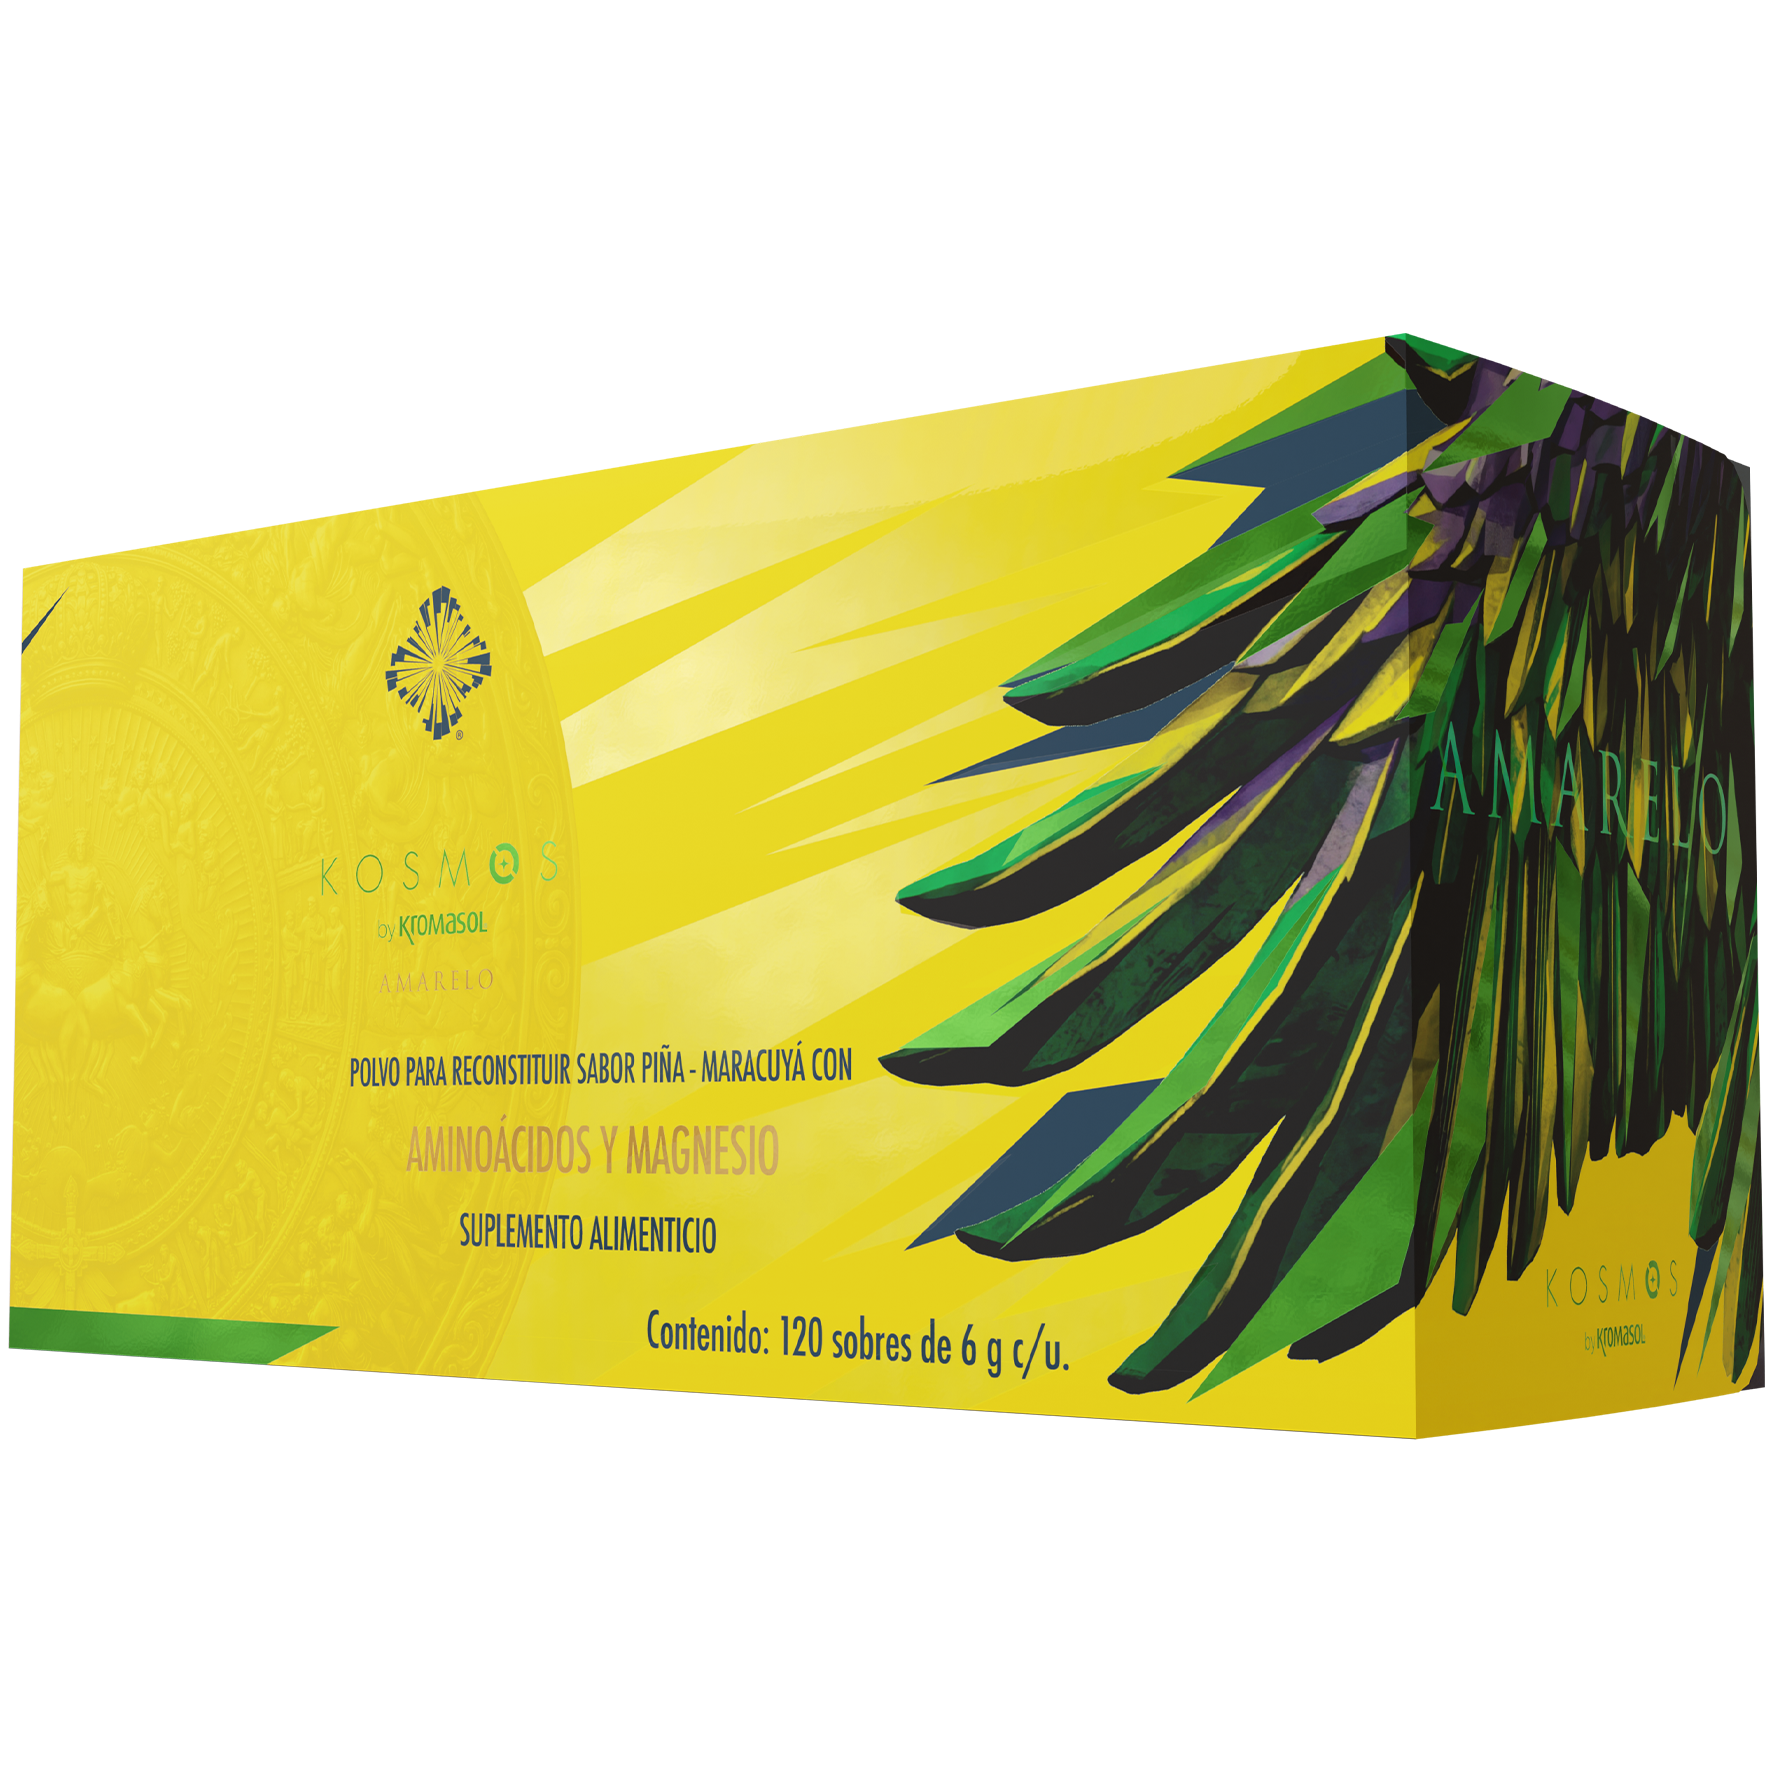 ®
KOSMOS
by KROMASOL
AMARELO
POLVO PARA RECONSTITUIR SABOR PIÑA - MARACUYÁ CON
AMINOÁCIDOS Y MAGNESIO
SUPLEMENTO ALIMENTICIO
Contenido: 120 sobres de 6 g c/u.
AMARELO
KOSMOS
by KROMASOL